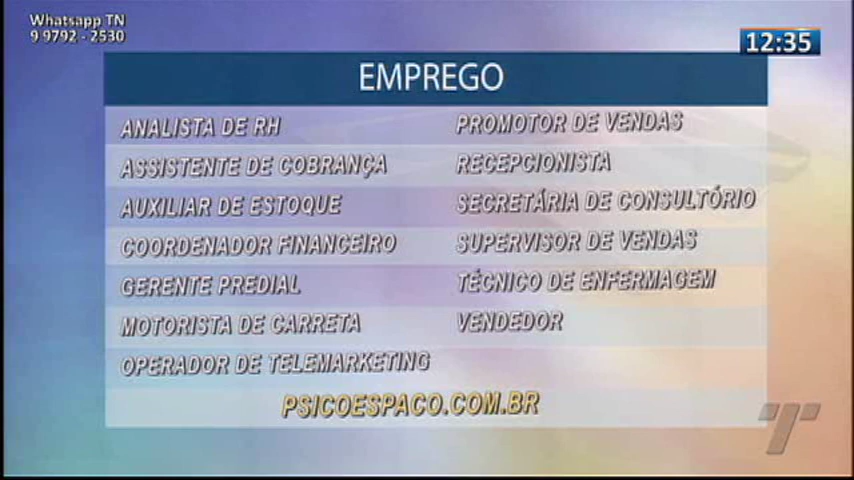 Whatsapp TN
9 9792 - 2530
12:35
EMPREGO
ANALISTA DE RH
ASSISTENTE DE COBRANÇA
AUXILIAR DE ESTOQUE
COORDENADOR FINANCEIRO
GERENTE PREDIAL
MOTORISTA DE CARRETA
OPERADOR DE TELEMARKETING
PROMOTOR DE VENDAS
RECEPCIONISTA
SECRETÁRIA DE CONSULTÓRIO
SUPERVISOR DE VENDAS
TÉCNICO DE ENFERMAGEM
VENDEDOR
PSICOESPACO.COM.BR